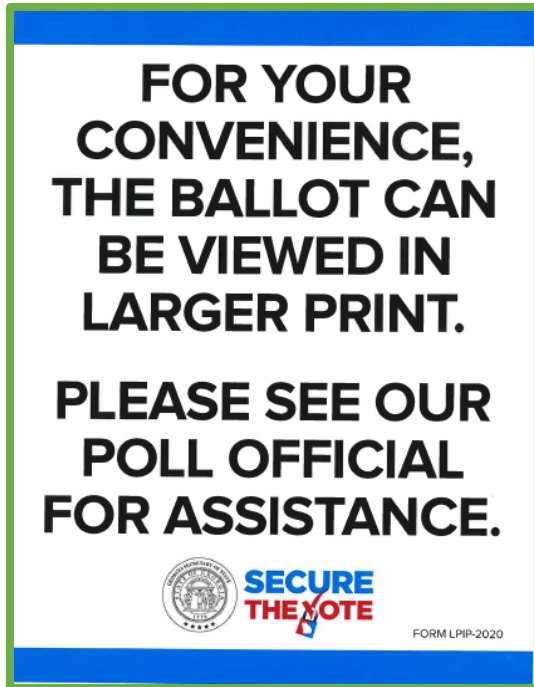 FOR YOUR
CONVENIENCE,
THE BALLOT CAN
BE VIEWED IN
LARGER PRINT.
PLEASE SEE OUR
POLL OFFICIAL
FOR ASSISTANCE.
SECURE
THE VOTE
FORM LPIP-2020